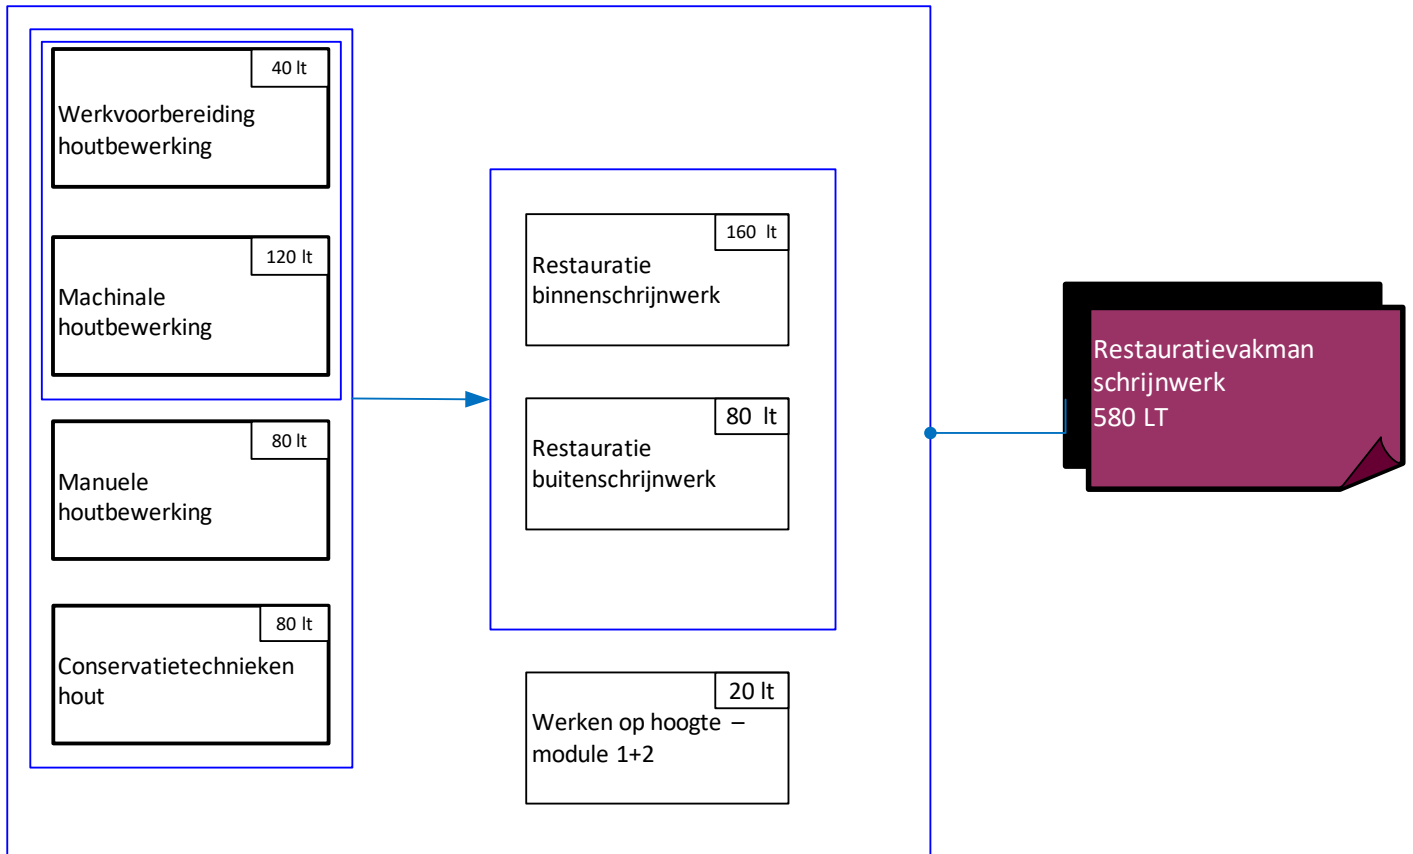 40 lt
Werkvoorbereiding
houtbewerking
120 lt
Machinale
houtbewerking
80 lt
Manuele
houtbewerking
80 lt
Conservatietechnieken
hout
160 lt
Restauratie
binnenschrijnwerk
80 lt
Restauratie
buitenschrijnwerk
20 lt
Werken op hoogte –
module 1+2
Restauratievakman
schrijnwerk
580 LT